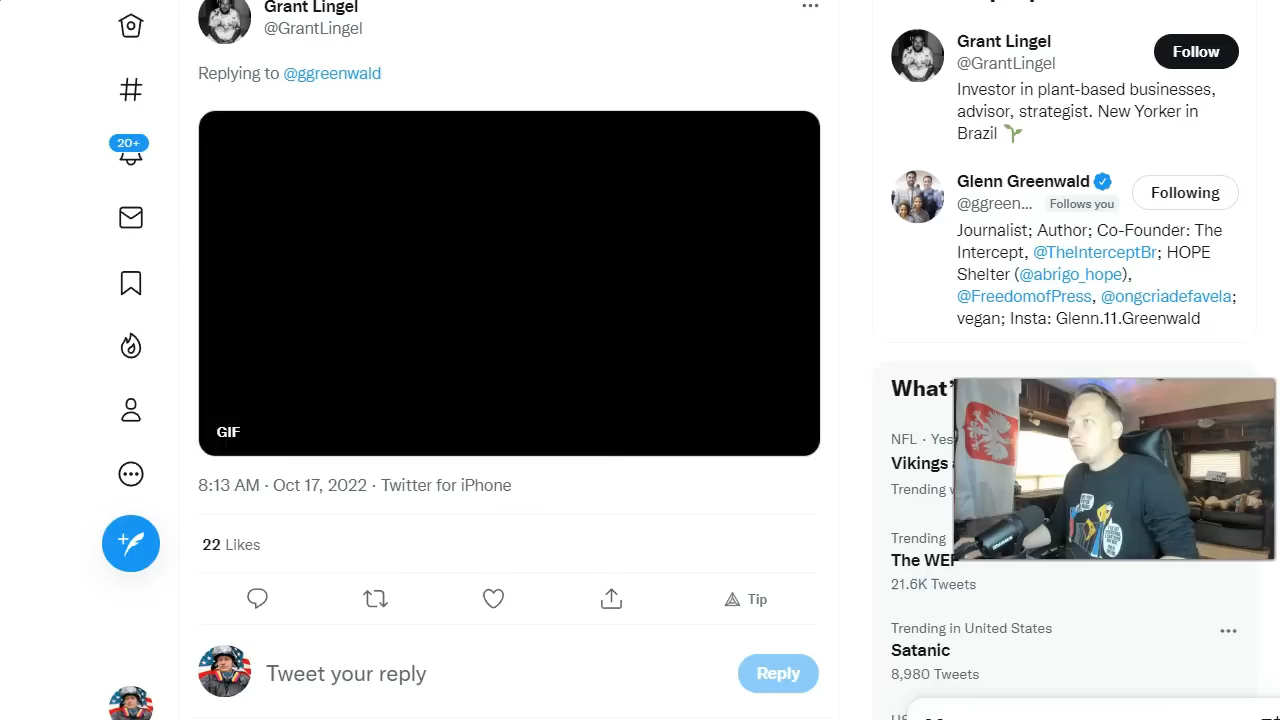 Grant Lingel
@GrantLingel
Replying to @ggreenwald
GIF
8:13 AM · Oct 17, 2022 · Twitter for iPhone
22 Likes
Tip
Tweet your reply
Reply
20+
Grant Lingel
@GrantLingel
Follow
Investor in plant-based businesses,
advisor, strategist. New Yorker in
Brazil
Glenn Greenwald
@ggreen... Follows you
Following
Journalist; Author; Co-Founder: The
Intercept, @TheInterceptBr; HOPE
Shelter (@abrigo_hope),
@FreedomofPress, @ongcriadefavela;
vegan; Insta: Glenn.11.Greenwald
What'
NFL · Yes
Vikings
Trending
Trending
The WEF
21.6K Tweets
Trending in United States
Satanic
8,980 Tweets